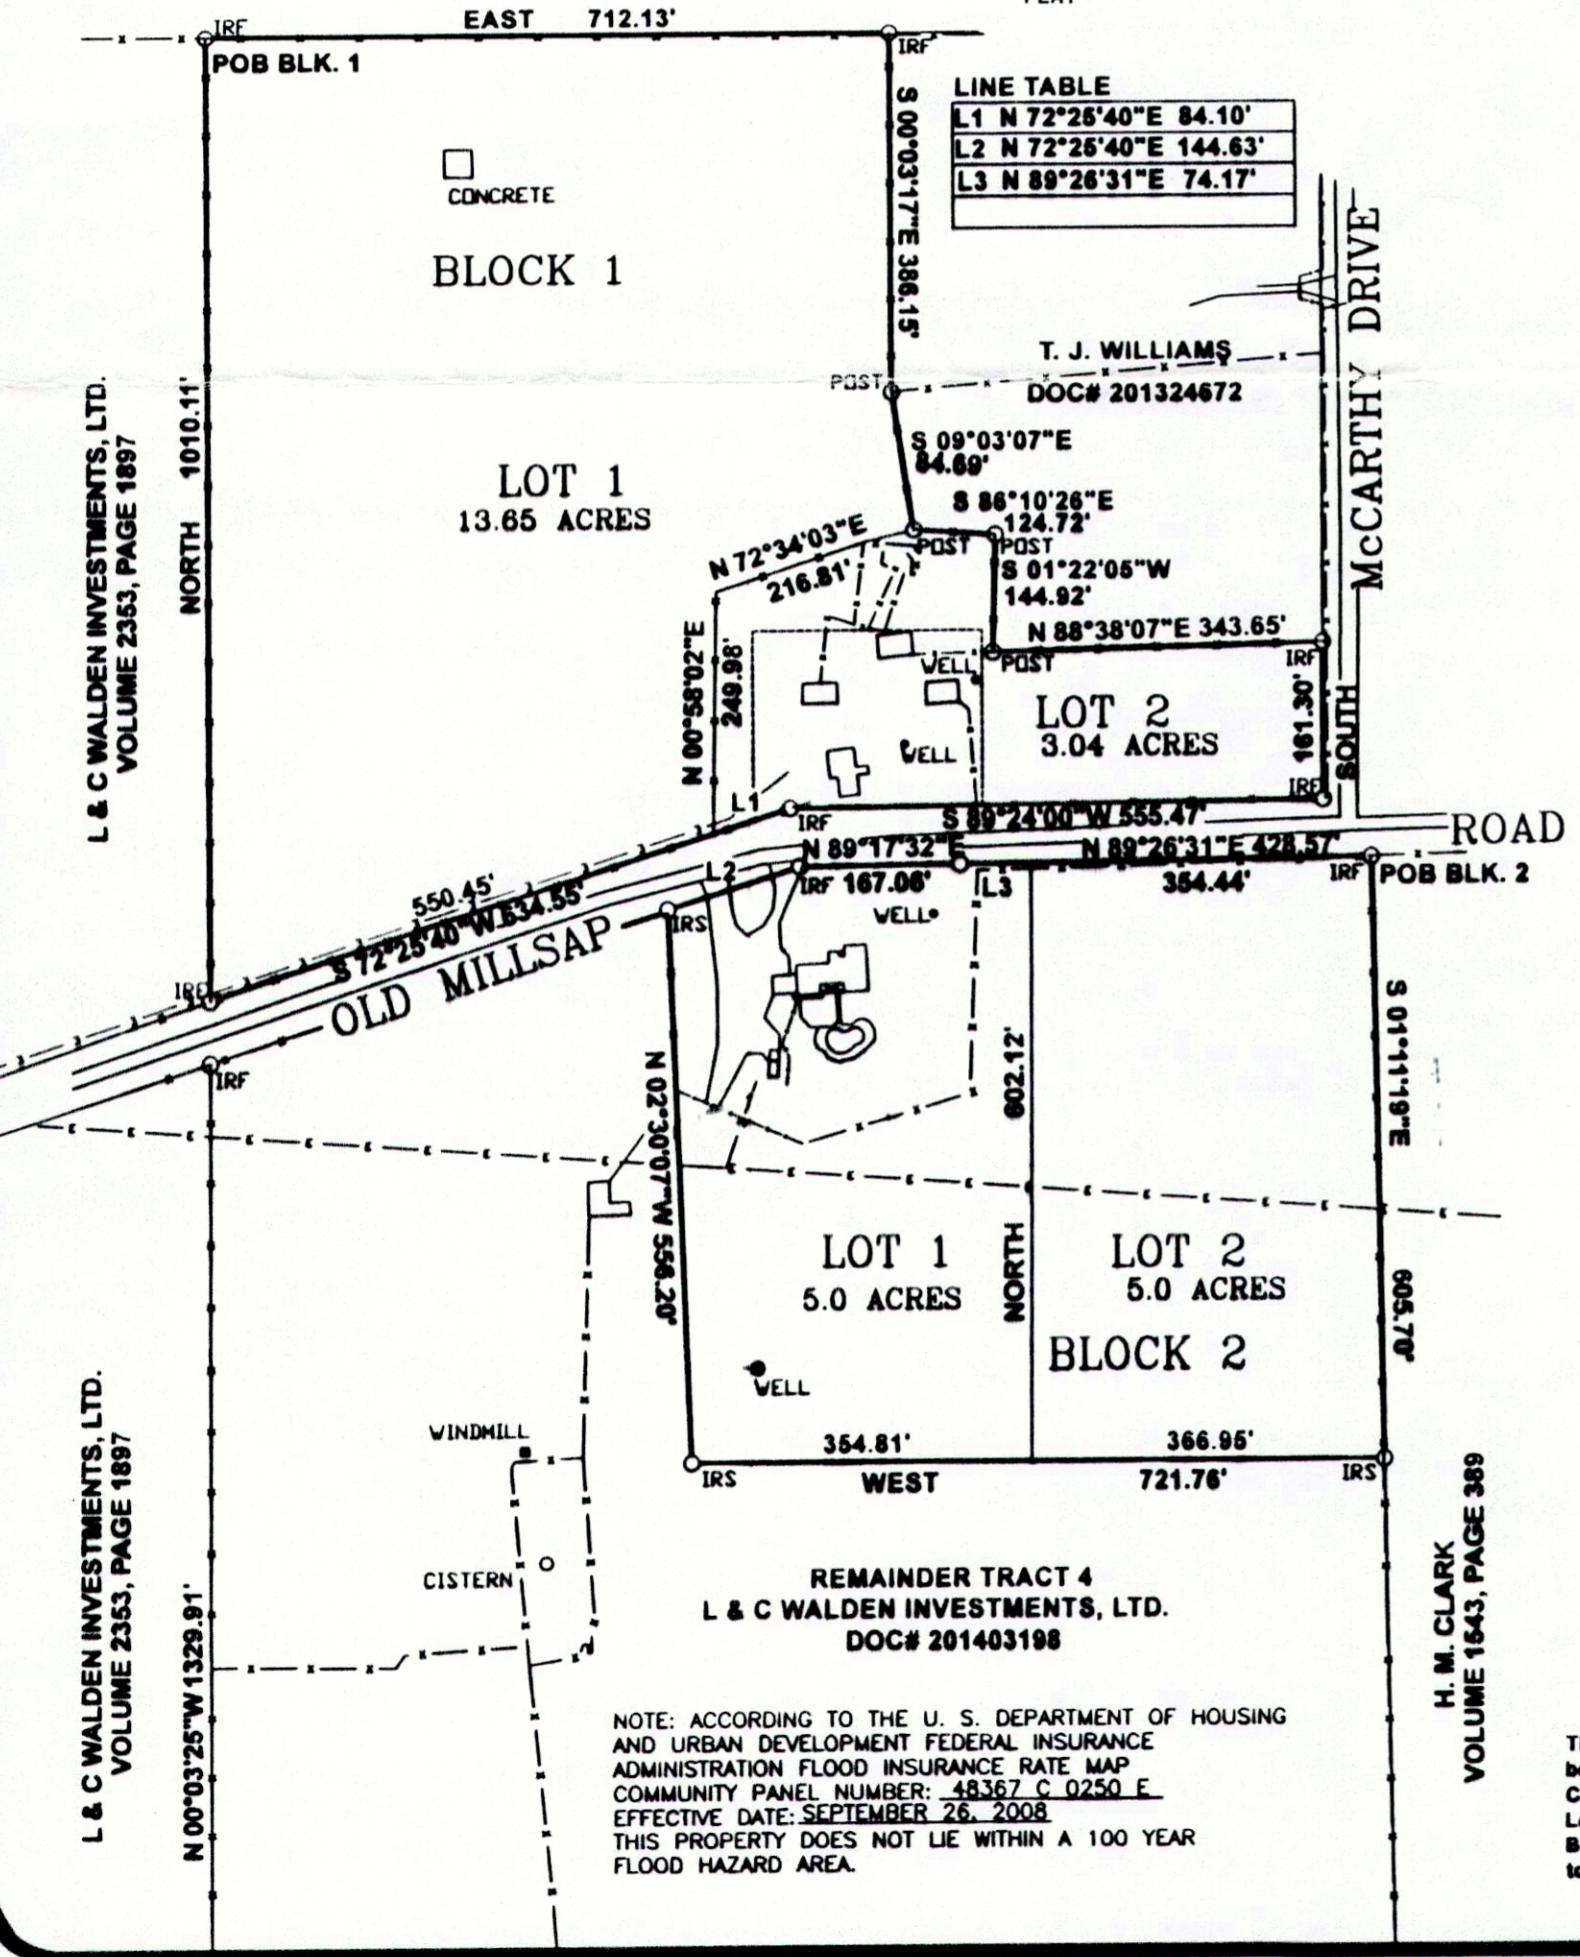 EAST 712.13'
IRF
POB BLK. 1
IRF
S 00°03'17"E 386.15'
LINE TABLE
L1 N 72°25'40"E 84.10'
L2 N 72°25'40"E 144.63'
L3 N 89°26'31"E 74.17'
CONCRETE
BLOCK 1
McCARTHY DRIVE
T. J. WILLIAMS
DOC# 201324672
POST
L & C WALDEN INVESTMENTS, LTD.
VOLUME 2353, PAGE 1897
NORTH 1010.11'
LOT 1
13.65 ACRES
S 09°03'07"E
84.69'
S 86°10'26"E
124.72'
POST
POST
S 01°22'05"W
144.92'
N 72°34'03"E
216.81'
N 88°38'07"E 343.65'
IRF
POST
WELL
N 00°58'02"E
249.98'
LOT 2
3.04 ACRES
161.30'
SOUTH
WELL
IRF
L1
IRF
S 89°24'00"W 555.47'
ROAD
N 89°17'32"E
N 89°26'31"E 428.57'
IRF
167.06'
L3
354.44'
IRF
POB BLK. 2
L2
550.45'
S 72°25'40"W 634.55'
OLD MILLSAP
IRS
WELL
IRF
IRF
N 02°30'07"W 556.20'
602.12'
NORTH
S 01°11'19"E
605.70'
LOT 1
5.0 ACRES
LOT 2
5.0 ACRES
BLOCK 2
WELL
354.81'
366.95'
IRS
WEST
721.76'
IRS
WINDMILL
CISTERN
L & C WALDEN INVESTMENTS, LTD.
VOLUME 2353, PAGE 1897
N 00°03'25"W 1329.91'
H. M. CLARK
VOLUME 1543, PAGE 389
REMAINDER TRACT 4
L & C WALDEN INVESTMENTS, LTD.
DOC# 201403198
NOTE: ACCORDING TO THE U. S. DEPARTMENT OF HOUSING
AND URBAN DEVELOPMENT FEDERAL INSURANCE
ADMINISTRATION FLOOD INSURANCE RATE MAP
COMMUNITY PANEL NUMBER: 48367 C 0250 E
EFFECTIVE DATE: SEPTEMBER 26, 2008
THIS PROPERTY DOES NOT LIE WITHIN A 100 YEAR
FLOOD HAZARD AREA.